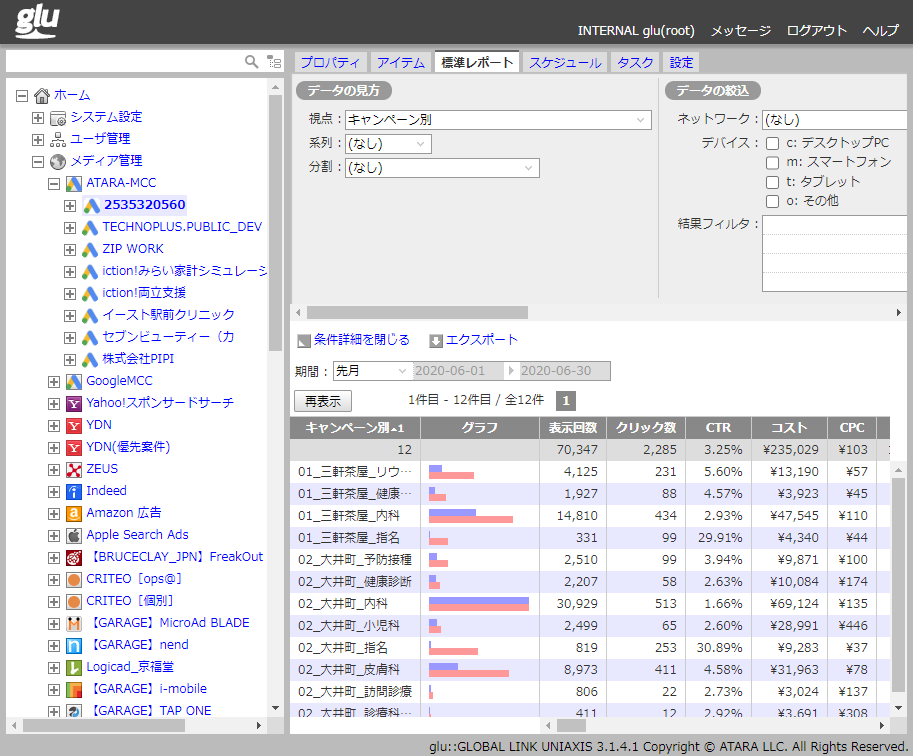 glu
INTERNAL glu(root) メッセージ ログアウト ヘルプ
プロパティ アイテム 標準レポート スケジュール タスク 設定
ホーム
システム設定
ユーザ管理
メディア管理
ATARA-MCC
2535320560
TECHNOPLUS.PUBLIC_DEV
ZIP WORK
iction!みらい家計シミュレーシ
iction!両立支援
イースト駅前クリニック
セブンビューティー（カ
株式会社PIPI
GoogleMCC
Yahoo!スポンサードサーチ
YDN
YDN(優先案件)
ZEUS
Indeed
Amazon 広告
Apple Search Ads
【BRUCECLAY_JPN】FreakOut
CRITEO［ops@］
CRITEO［個別］
【GARAGE】MicroAd BLADE
【GARAGE】nend
Logicad_京福堂
【GARAGE】i-mobile
【GARAGE】TAP ONE
データの見方
視点： キャンペーン別
系列： (なし)
分割： (なし)
データの絞込
ネットワーク： (なし)
デバイス： c: デスクトップPC
m: スマートフォン
t: タブレット
o: その他
結果フィルタ：
条件詳細を閉じる エクスポート
期間： 先月 2020-06-01 2020-06-30
再表示 1件目 - 12件目 / 全12件 1
キャンペーン別▲1 グラフ 表示回数 クリック数 CTR コスト CPC
12 70,347 2,285 3.25% ¥235,029 ¥103
01_三軒茶屋_リウ… 4,125 231 5.60% ¥13,190 ¥57
01_三軒茶屋_健康… 1,927 88 4.57% ¥3,923 ¥45
01_三軒茶屋_内科 14,810 434 2.93% ¥47,545 ¥110
01_三軒茶屋_指名 331 99 29.91% ¥4,340 ¥44
02_大井町_予防接種 2,510 99 3.94% ¥9,871 ¥100
02_大井町_健康診断 2,207 58 2.63% ¥10,084 ¥174
02_大井町_内科 30,929 513 1.66% ¥69,124 ¥135
02_大井町_小児科 2,499 65 2.60% ¥28,991 ¥446
02_大井町_指名 819 253 30.89% ¥9,283 ¥37
02_大井町_皮膚科 8,973 411 4.58% ¥31,963 ¥78
02_大井町_訪問診療 806 22 2.73% ¥3,024 ¥137
02_大井町_診療科… 411 12 2.92% ¥3,691 ¥308
glu::GLOBAL LINK UNIAXIS 3.1.4.1 Copyright © ATARA LLC. All Rights Reserved.